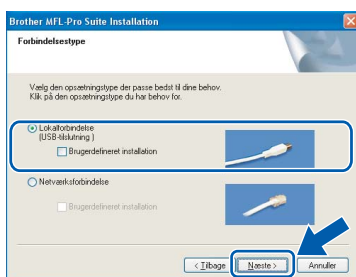 Brother MFL-Pro Suite Installation
Forbindelsestype
Vælg den opsætningstype der passe bedst til dine behov.
Klik på den opsætningstype du har behov for.
Lokalforbindelse
(USB-tilslutning )
Brugerdefineret installation
Netværksforbindelse
Brugerdefineret installation
< Tilbage
Næste >
Annuller